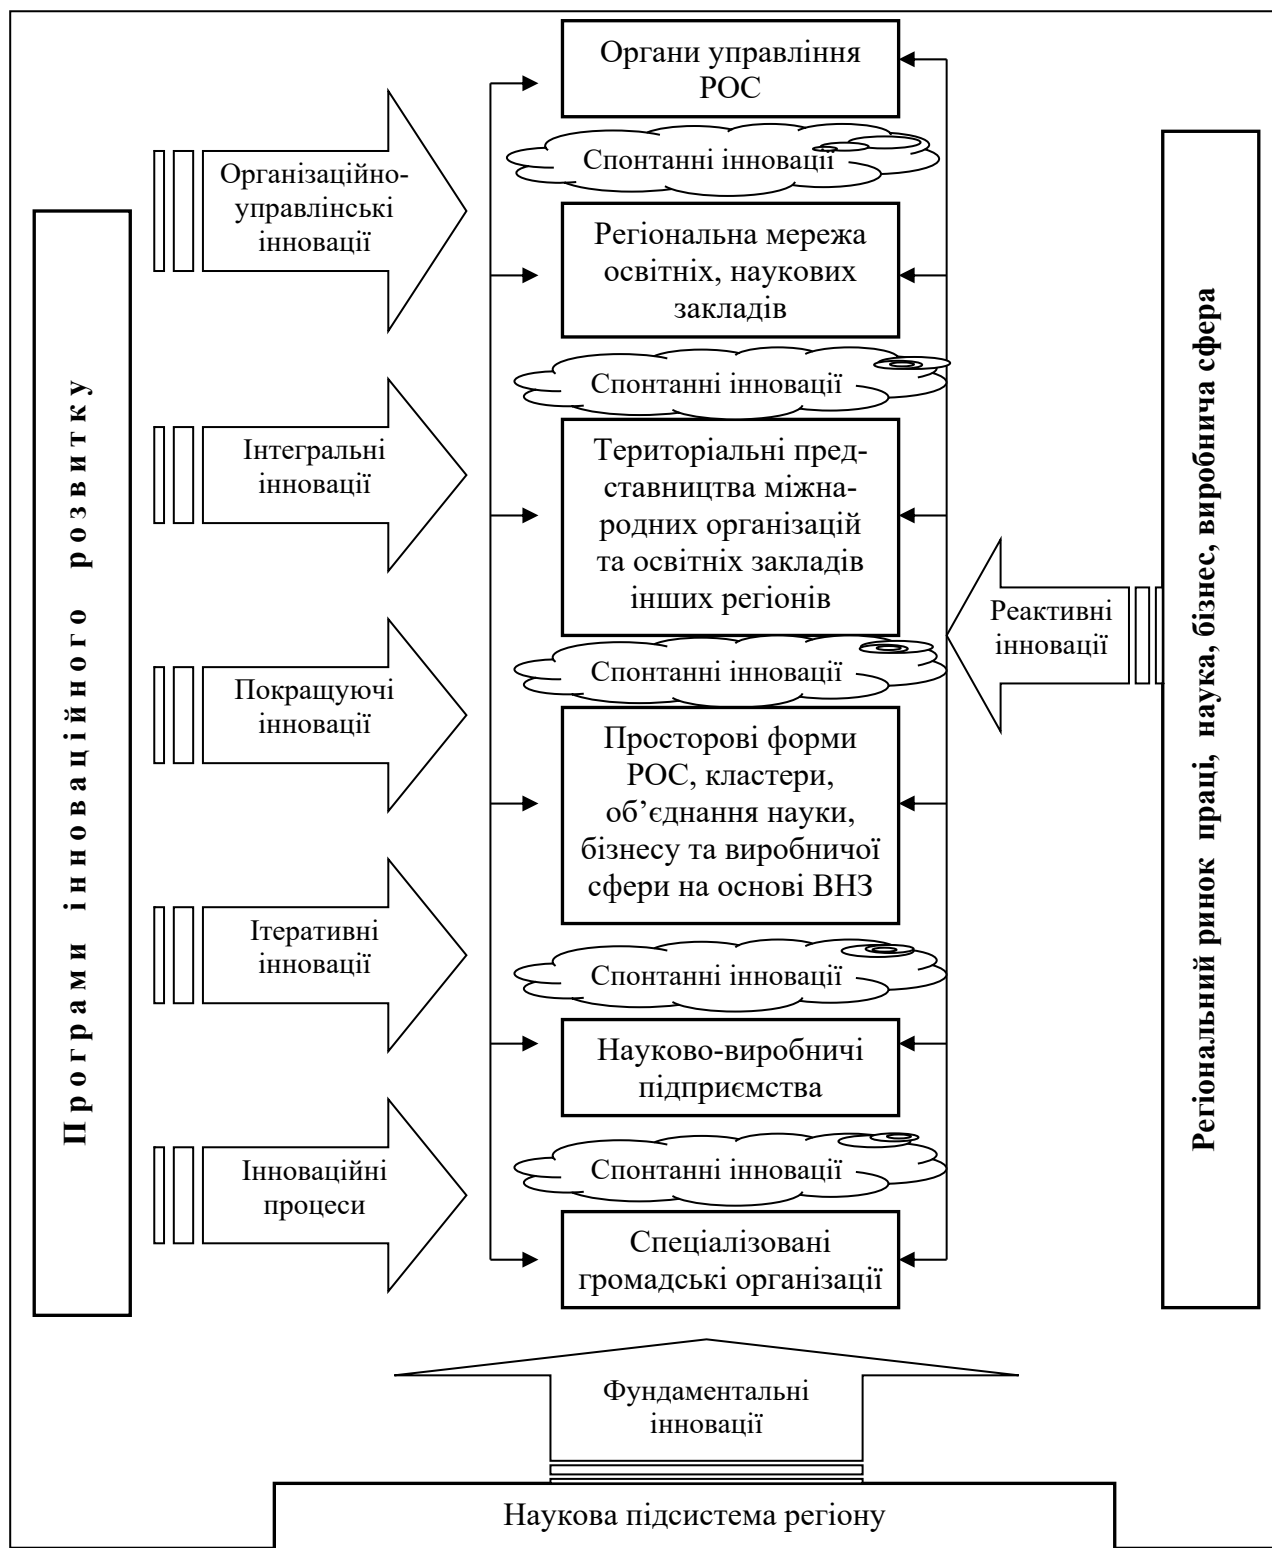 Програми інноваційного розвитку
Організаційно-
управлінські
інновації
Інтегральні
інновації
Покращуючі
інновації
Ітеративні
інновації
Інноваційні
процеси
Органи управління
РОС
Спонтанні інновації
Регіональна мережа
освітніх, наукових
закладів
Спонтанні інновації
Територіальні пред-
ставництва міжна-
родних організацій
та освітніх закладів
інших регіонів
Спонтанні інновації
Просторові форми
РОС, кластери,
об’єднання науки,
бізнесу та виробничої
сфери на основі ВНЗ
Спонтанні інновації
Науково-виробничі
підприємства
Спонтанні інновації
Спеціалізовані
громадські організації
Реактивні
інновації
Регіональний ринок праці, наука, бізнес, виробнича сфера
Фундаментальні
інновації
Наукова підсистема регіону